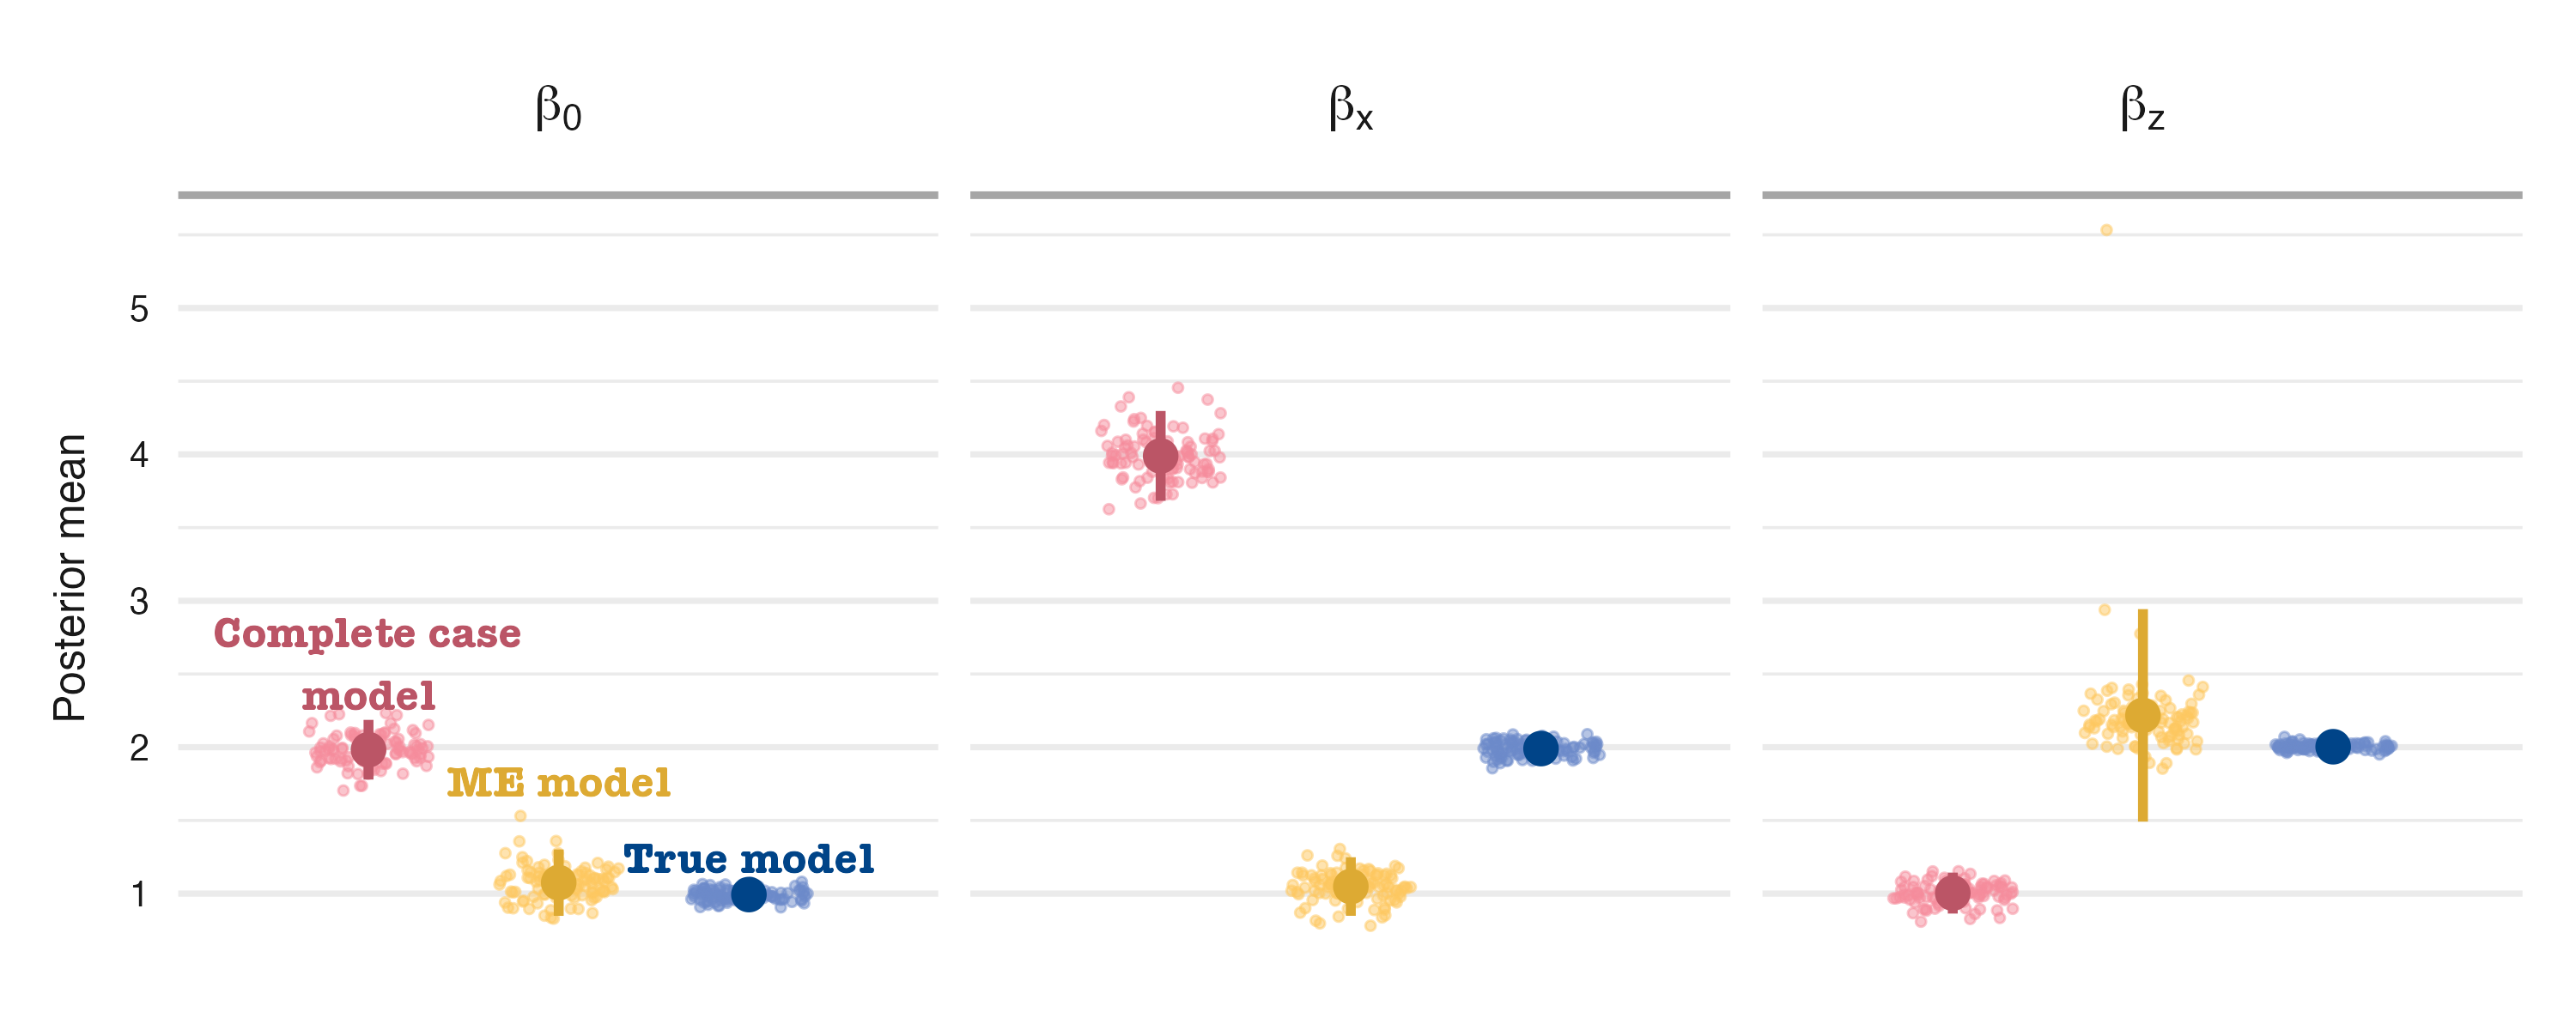 β0
βx
βz
Posterior mean
5
4
3
2
1
Complete case
model
ME model
True model